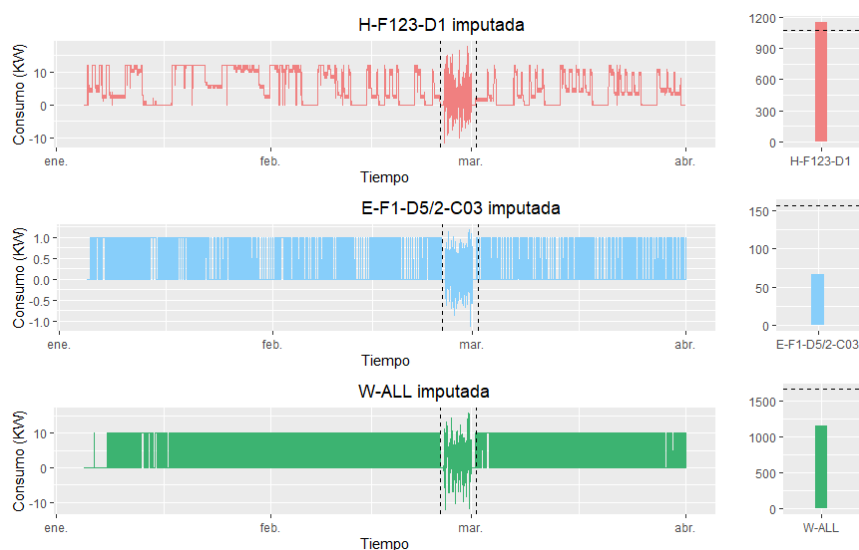 H-F123-D1 imputada
Consumo (KW)
10
0
-10
ene.
feb.
mar.
abr.
Tiempo
1200
900
600
300
0
H-F123-D1
E-F1-D5/2-C03 imputada
Consumo (KW)
1.0
0.5
0.0
-0.5
-1.0
ene.
feb.
mar.
abr.
Tiempo
150
100
50
0
E-F1-D5/2-C03
W-ALL imputada
Consumo (KW)
10
0
-10
ene.
feb.
mar.
abr.
Tiempo
1500
1000
500
0
W-ALL